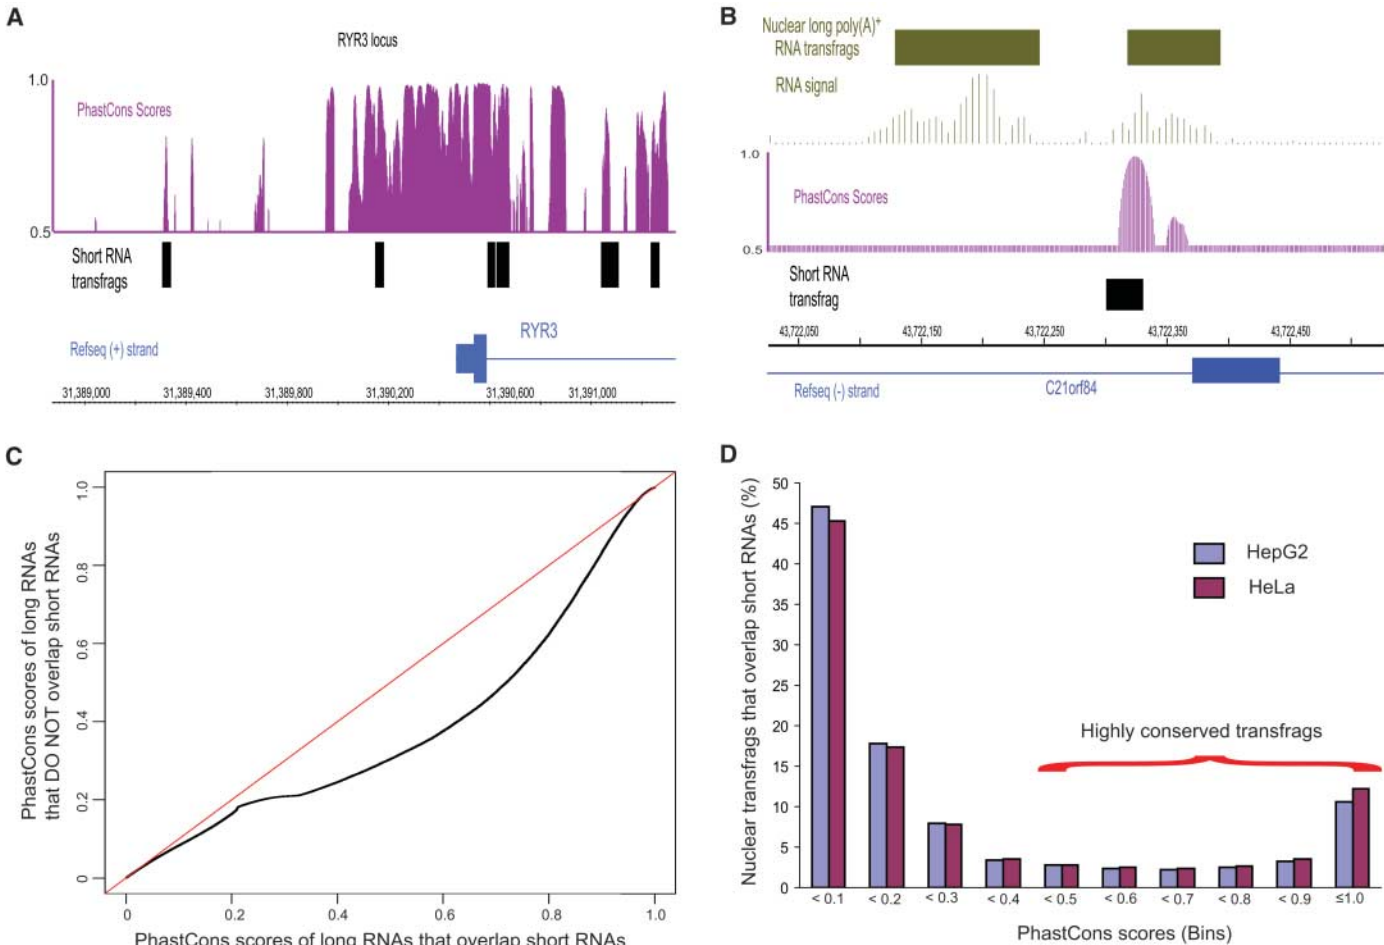 A
RYR3 locus
1.0
PhastCons Scores
0.5
Short RNA
transfrags
RYR3
Refseq (+) strand
31,389,000 31,389,400 31,389,800 31,390,200 31,390,600 31,391,000
B
Nuclear long poly(A)+
RNA transfrags
RNA signal
1.0
PhastCons Scores
0.5
Short RNA
transfrag
43,722,050 43,722,150 43,722,250 43,722,350 43,722,450
Refseq (-) strand
C21orf84
C
PhastCons scores of long RNAs
that DO NOT overlap short RNAs
1.0
0.8
0.6
0.4
0.2
0
0 0.2 0.4 0.6 0.8 1.0
PhastCons scores of long RNAs that overlap short RNAs
D
Nuclear transfrags that overlap short RNAs (%)
50
45
40
35
30
25
20
15
10
5
0
HepG2
HeLa
Highly conserved transfrags
< 0.1 < 0.2 < 0.3 < 0.4 < 0.5 < 0.6 < 0.7 < 0.8 < 0.9 ≤1.0
PhastCons scores (Bins)